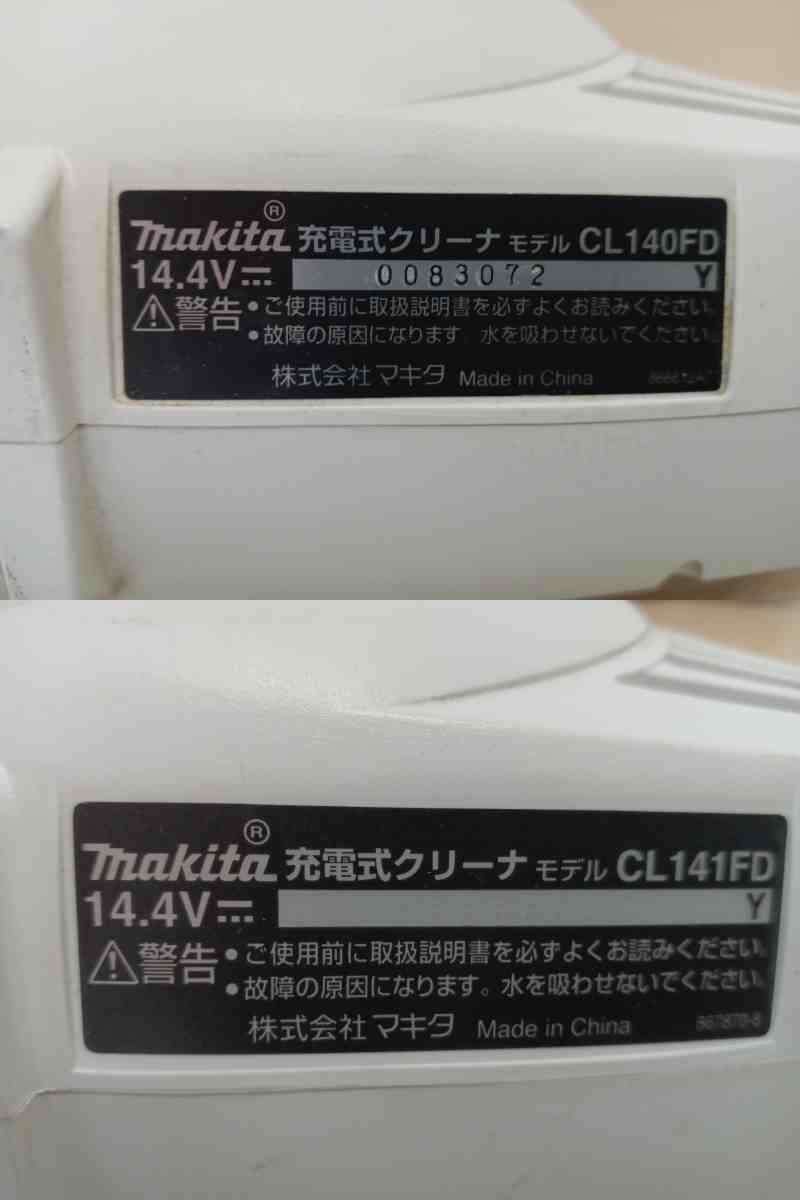 makita® 充電式クリーナ モデル CL140FD
14.4V⎓ 0083072 Y
⚠警告 • ご使用前に取扱説明書を必ずよくお読みください。
• 故障の原因になります。水を吸わせないでください。
株式会社マキタ Made in China
makita® 充電式クリーナ モデル CL141FD
14.4V⎓ Y
⚠警告 • ご使用前に取扱説明書を必ずよくお読みください。
• 故障の原因になります。水を吸わせないでください。
株式会社マキタ Made in China